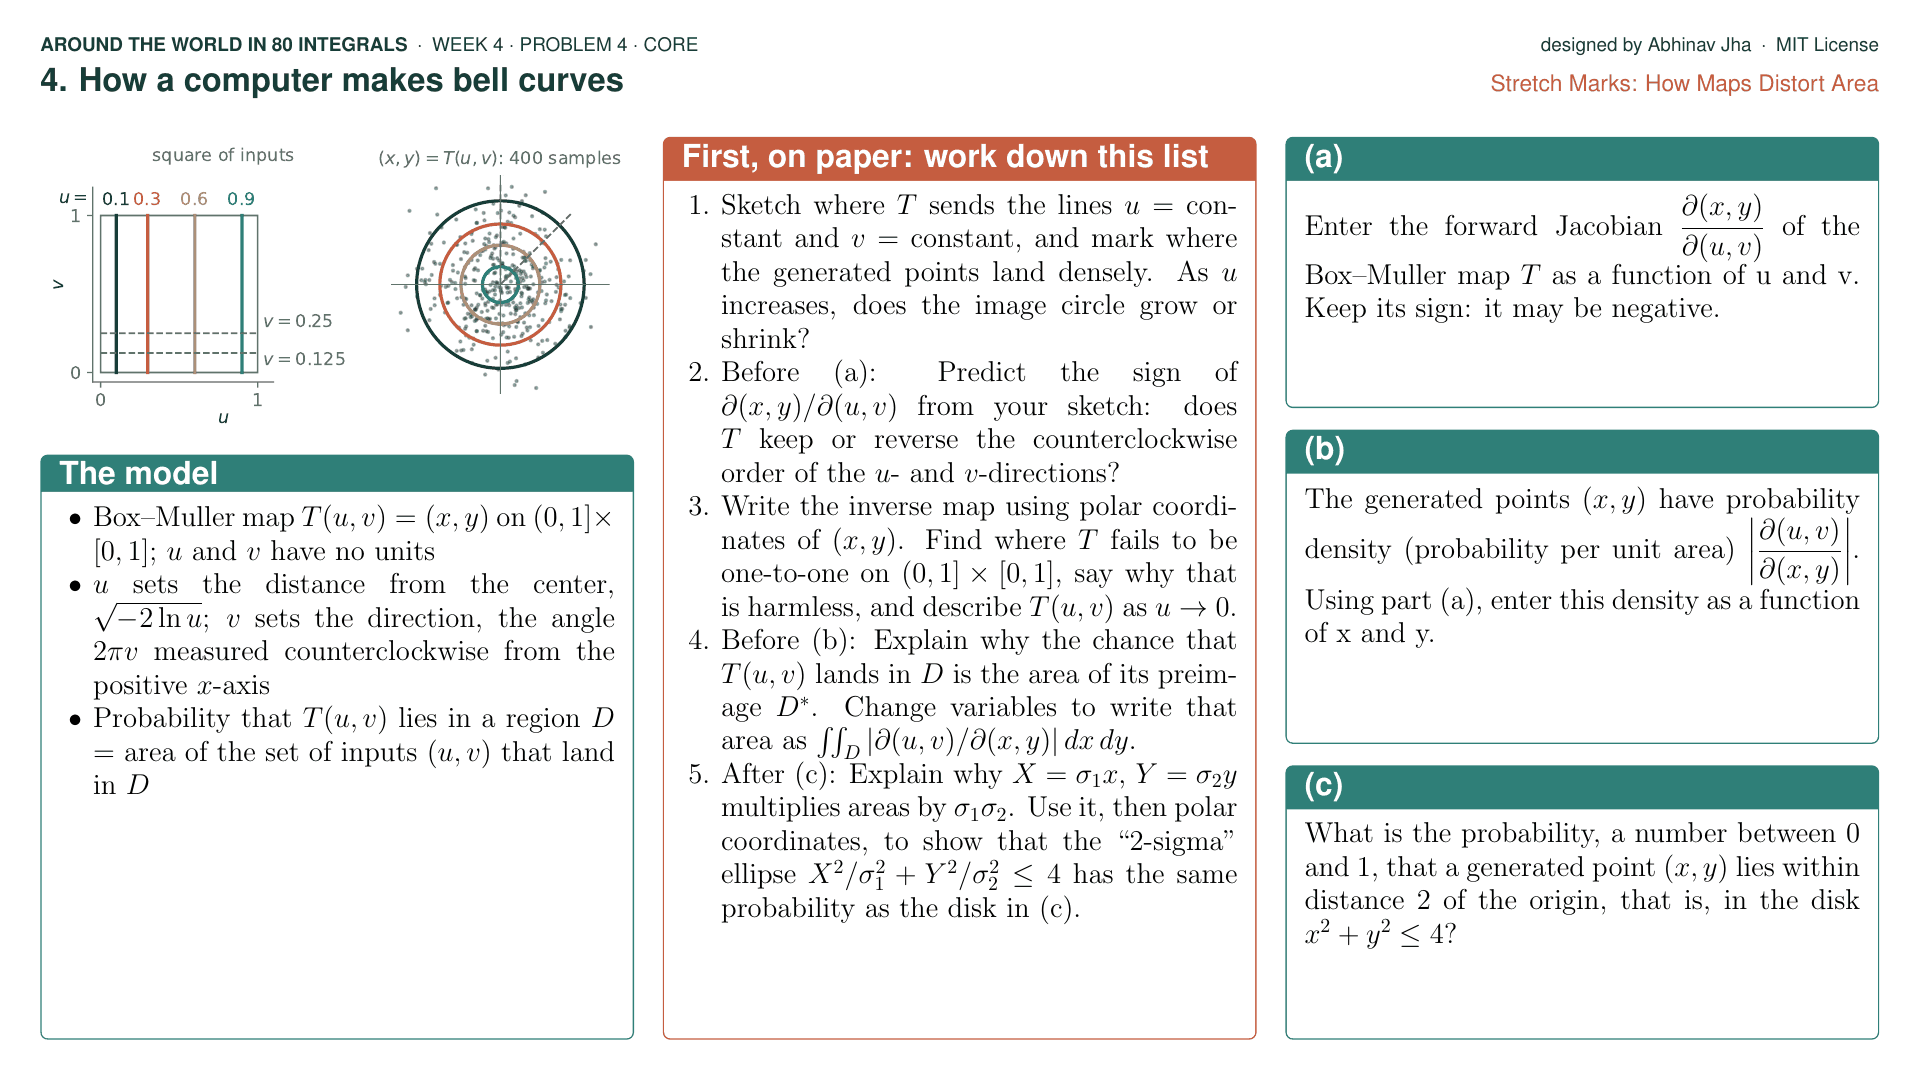 AROUND THE WORLD IN 80 INTEGRALS · WEEK 4 · PROBLEM 4 · CORE
designed by Abhinav Jha · MIT License
4. How a computer makes bell curves
Stretch Marks: How Maps Distort Area
square of inputs
u = 0.1 0.3 0.6 0.9
1
v
v = 0.25
v = 0.125
0
0 1
u
(x, y) = T(u, v): 400 samples
The model
• Box–Muller map T(u, v) = (x, y) on (0, 1]×
[0, 1]; u and v have no units
• u sets the distance from the center,
√(−2 ln u); v sets the direction, the angle
2πv measured counterclockwise from the
positive x-axis
• Probability that T(u, v) lies in a region D
= area of the set of inputs (u, v) that land
in D
First, on paper: work down this list
1. Sketch where T sends the lines u = con-
stant and v = constant, and mark where
the generated points land densely. As u
increases, does the image circle grow or
shrink?
2. Before (a): Predict the sign of
∂(x, y)/∂(u, v) from your sketch: does
T keep or reverse the counterclockwise
order of the u- and v-directions?
3. Write the inverse map using polar coordi-
nates of (x, y). Find where T fails to be
one-to-one on (0, 1] × [0, 1], say why that
is harmless, and describe T(u, v) as u → 0.
4. Before (b): Explain why the chance that
T(u, v) lands in D is the area of its preim-
age D*. Change variables to write that
area as ∬_D |∂(u, v)/∂(x, y)| dx dy.
5. After (c): Explain why X = σ₁x, Y = σ₂y
multiplies areas by σ₁σ₂. Use it, then polar
coordinates, to show that the “2-sigma”
ellipse X²/σ₁² + Y²/σ₂² ≤ 4 has the same
probability as the disk in (c).
(a)
Enter the forward Jacobian ∂(x, y)/∂(u, v) of the
Box–Muller map T as a function of u and v.
Keep its sign: it may be negative.
(b)
The generated points (x, y) have probability
density (probability per unit area) |∂(u, v)/∂(x, y)|.
Using part (a), enter this density as a function
of x and y.
(c)
What is the probability, a number between 0
and 1, that a generated point (x, y) lies within
distance 2 of the origin, that is, in the disk
x² + y² ≤ 4?